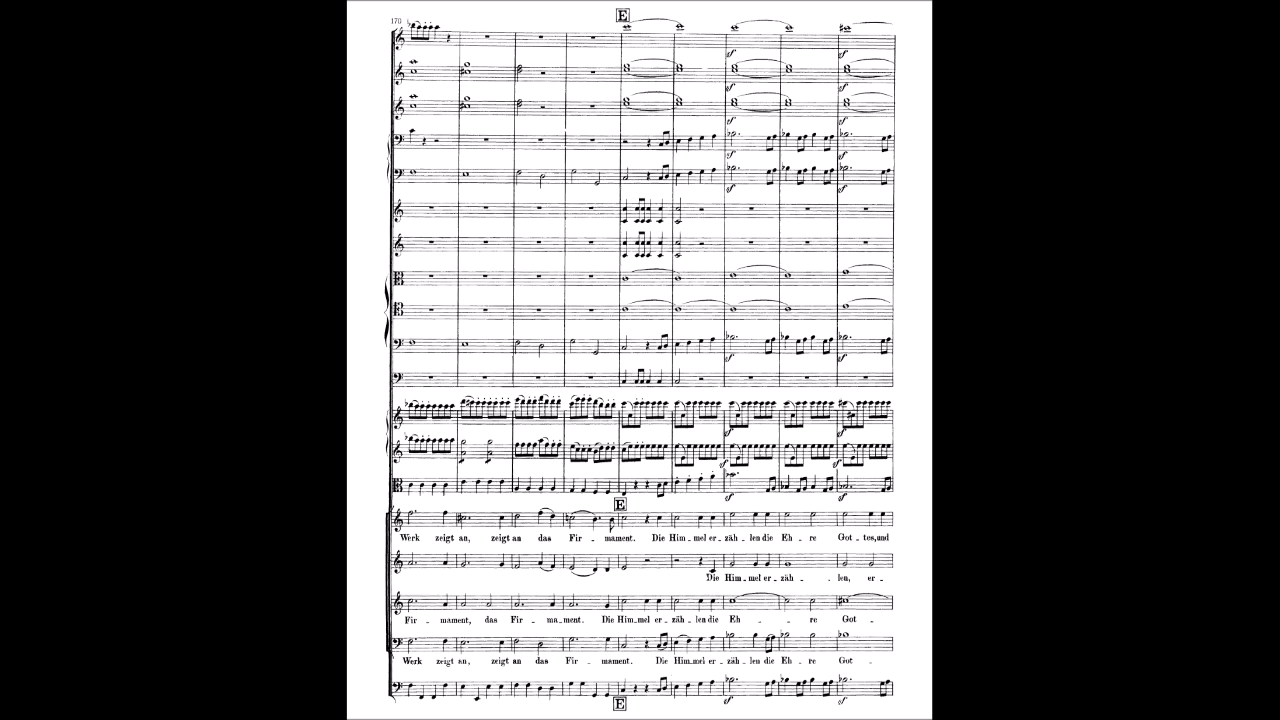 170
E
E
Werk zeigt an, zeigt an das Fir - mament. Die Him-mel er-zäh-len die Eh - re Got-tes, und
Die Him-mel er-zäh - len, er -
Fir - mament, das Fir - ma-ment. Die Him-mel er-zäh-len die Eh - re Got -
Werk zeigt an, zeigt an das Fir - mament. Die Him-mel er-zäh-len die Eh - re Got -
E